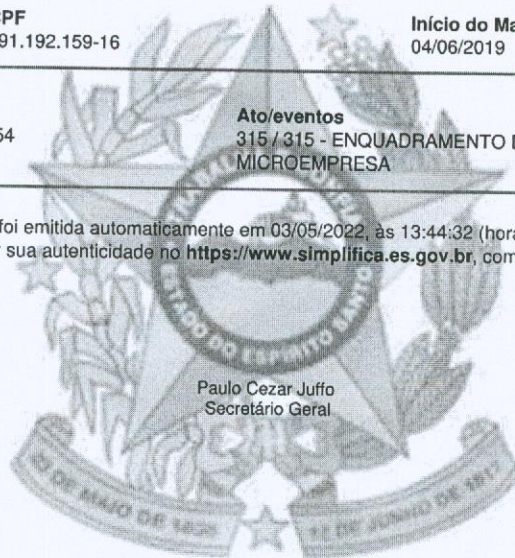 CPF
91.192.159-16
Início do Ma
04/06/2019
54
Ato/eventos
315 / 315 - ENQUADRAMENTO D
MICROEMPRESA
foi emitida automaticamente em 03/05/2022, às 13:44:32 (hora
sua autenticidade no https://www.simplifica.es.gov.br, com
ESTADO DO ESPIRITO SANTO
Paulo Cezar Juffo
Secretário Geral
23 DE MAIO DE 1535
12 DE JUNHO DE 1817